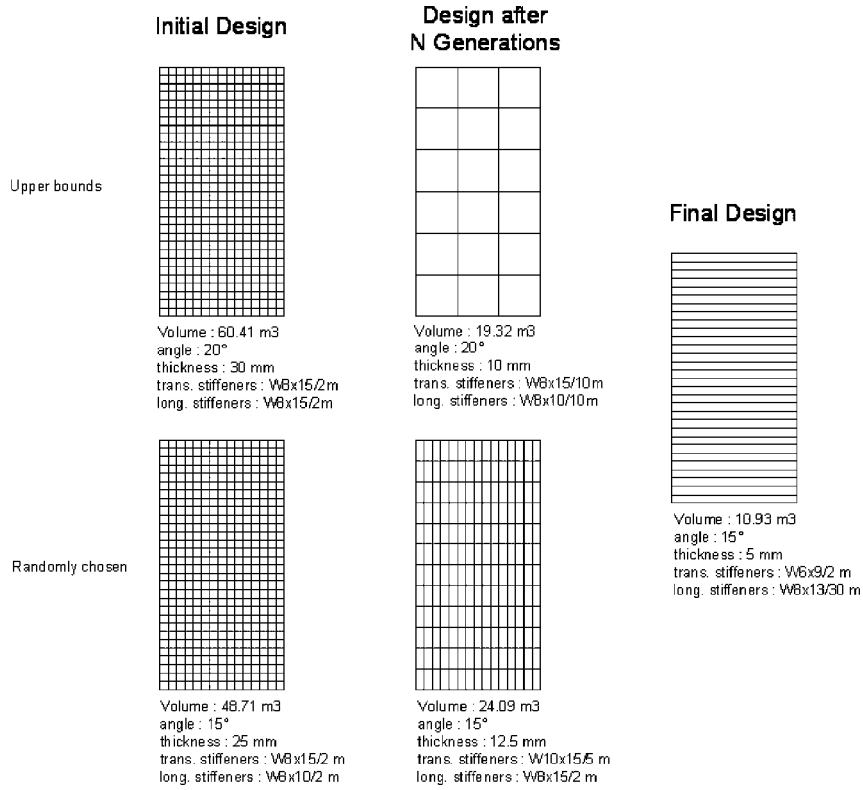 Initial Design
Design after
N Generations
Upper bounds
Volume : 60.41 m3
angle : 20°
thickness : 30 mm
trans. stiffeners : W8x15/2m
long. stiffeners : W8x15/2m
Volume : 19.32 m3
angle : 20°
thickness : 10 mm
trans. stiffeners : W8x15/10m
long. stiffeners : W8x10/10m
Final Design
Volume : 10.93 m3
angle : 15°
thickness : 5 mm
trans. stiffeners : W6x9/2 m
long. stiffeners : W8x13/30 m
Randomly chosen
Volume : 48.71 m3
angle : 15°
thickness : 25 mm
trans. stiffeners : W8x15/2 m
long. stiffeners : W8x10/2 m
Volume : 24.09 m3
angle : 15°
thickness : 12.5 mm
trans. stiffeners : W10x15/5 m
long. stiffeners : W8x15/2 m